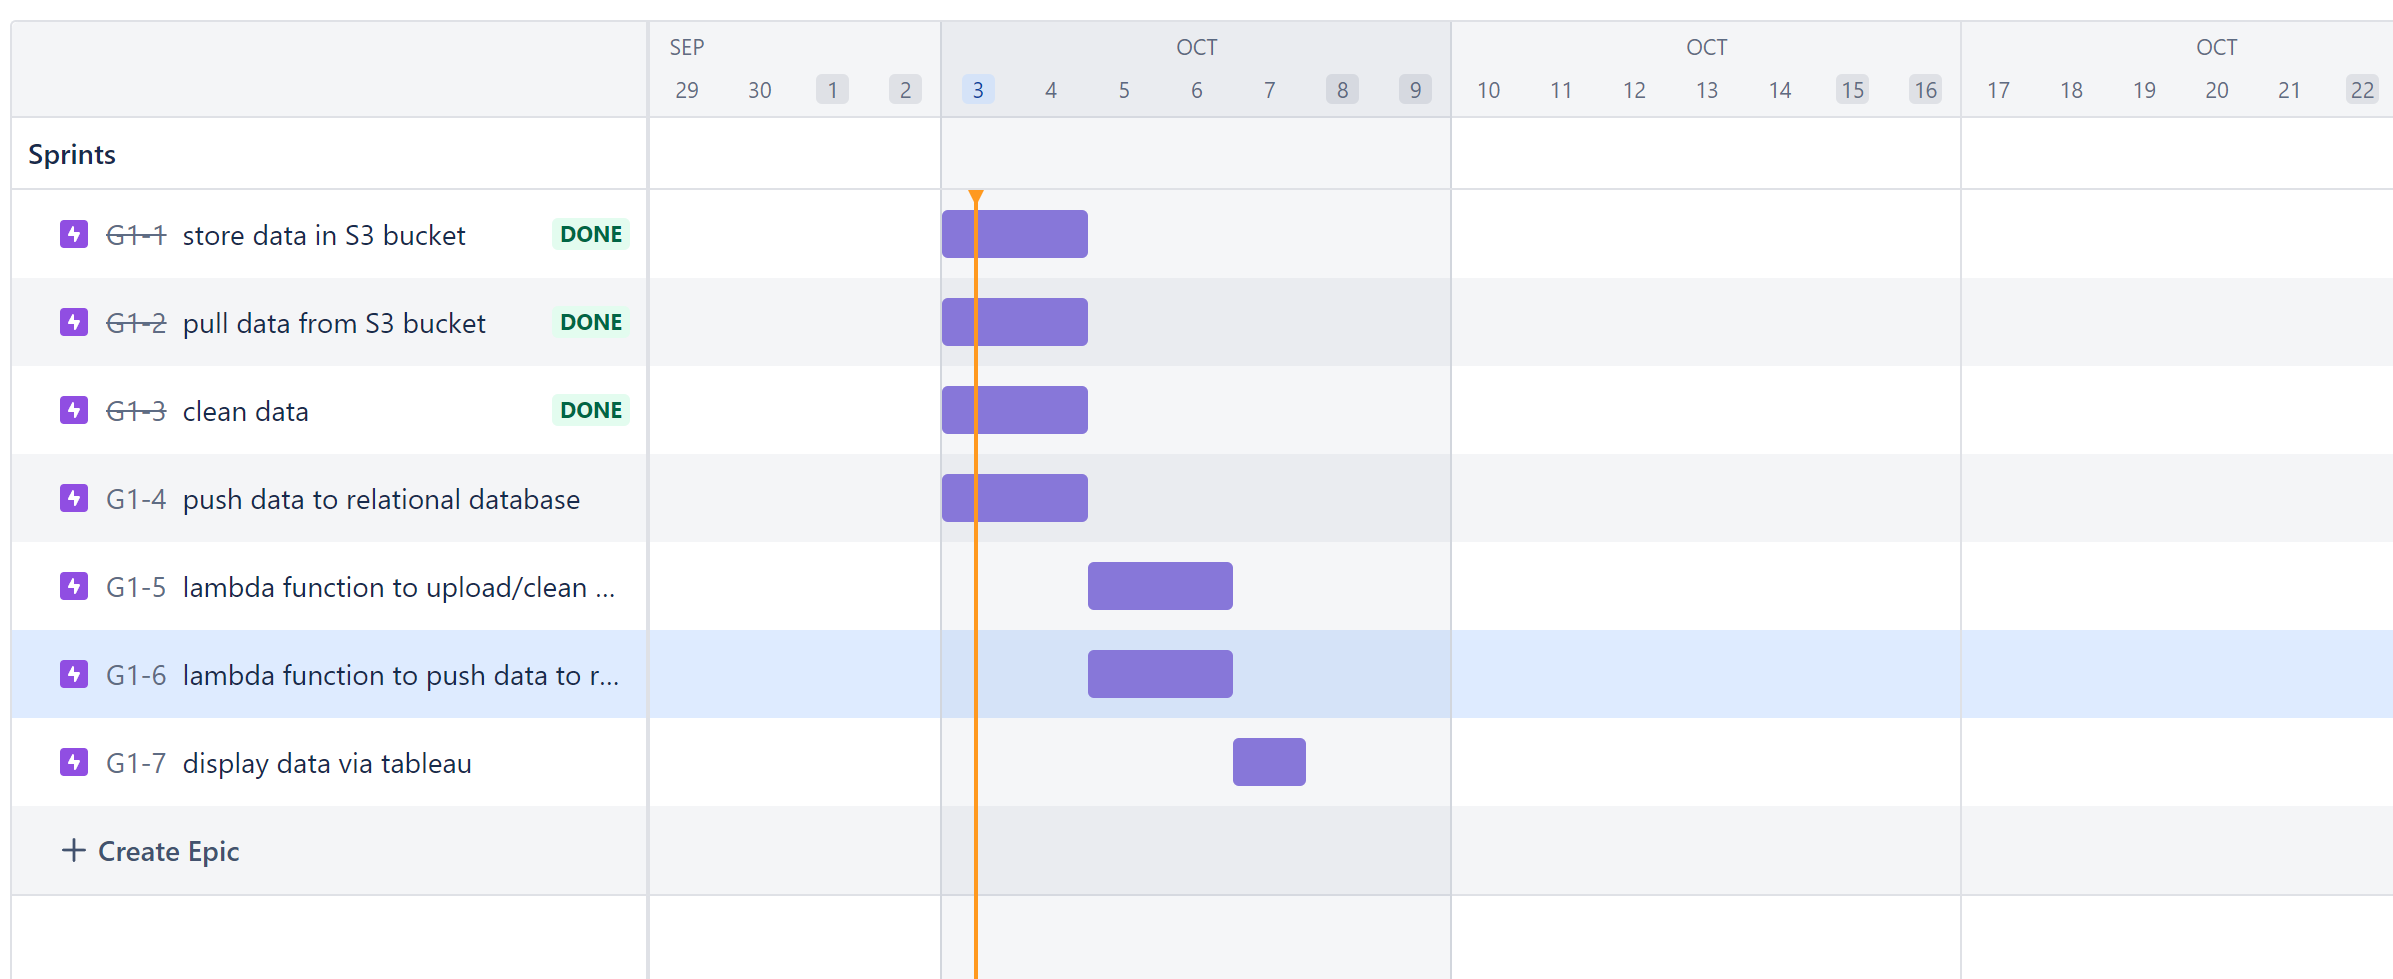 SEP OCT OCT OCT
29 30 1 2 3 4 5 6 7 8 9 10 11 12 13 14 15 16 17 18 19 20 21 22
Sprints
G1-1 store data in S3 bucket DONE
G1-2 pull data from S3 bucket DONE
G1-3 clean data DONE
G1-4 push data to relational database
G1-5 lambda function to upload/clean ...
G1-6 lambda function to push data to r...
G1-7 display data via tableau
+ Create Epic